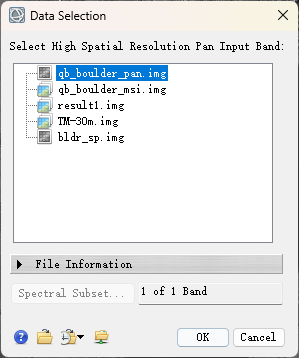 Data Selection
Select High Spatial Resolution Pan Input Band:
qb_boulder_pan.img
qb_boulder_msi.img
result1.img
TM-30m.img
bldr_sp.img
File Information
Spectral Subset...
1 of 1 Band
OK
Cancel